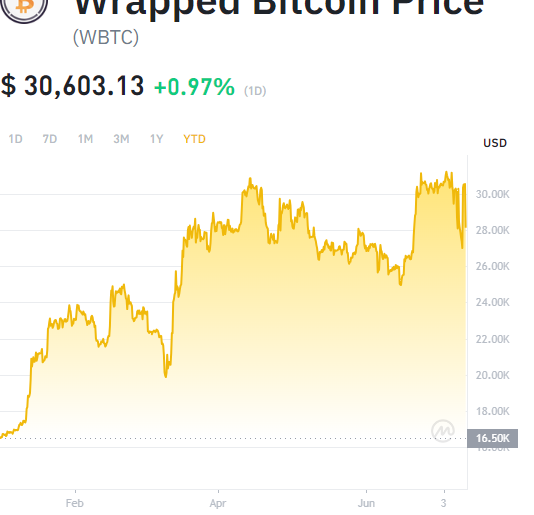 Wrapped Bitcoin Price
(WBTC)
$ 30,603.13 +0.97% (1D)
1D 7D 1M 3M 1Y YTD
USD
30.00K
28.00K
26.00K
24.00K
22.00K
20.00K
18.00K
16.50K
Feb Apr Jun 3